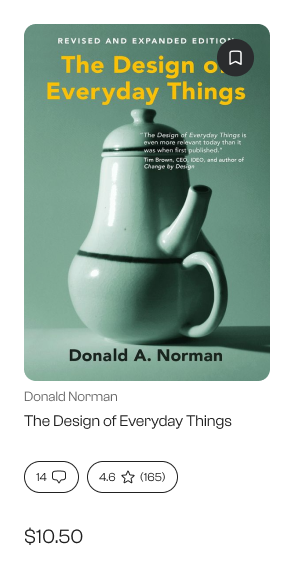 REVISED AND EXPANDED EDITION
The Design of
Everyday Things
"The Design of Everyday Things is
even more relevant today than it
was when first published."
Tim Brown, CEO, IDEO, and author of
Change by Design
Donald A. Norman
Donald Norman
The Design of Everyday Things
14
4.6 (165)
$10.50